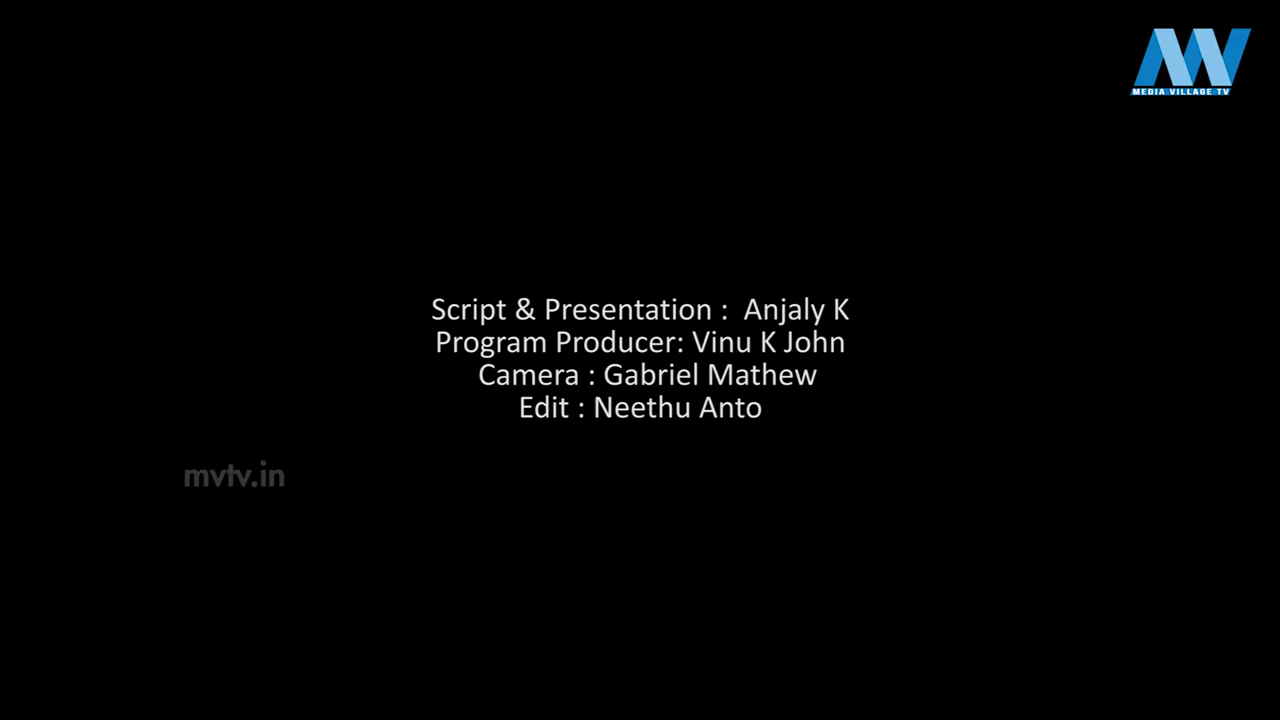 MEDIA VILLAGE TV
Script & Presentation :  Anjaly K
Program Producer: Vinu K John
Camera : Gabriel Mathew
Edit : Neethu Anto
mvtv.in